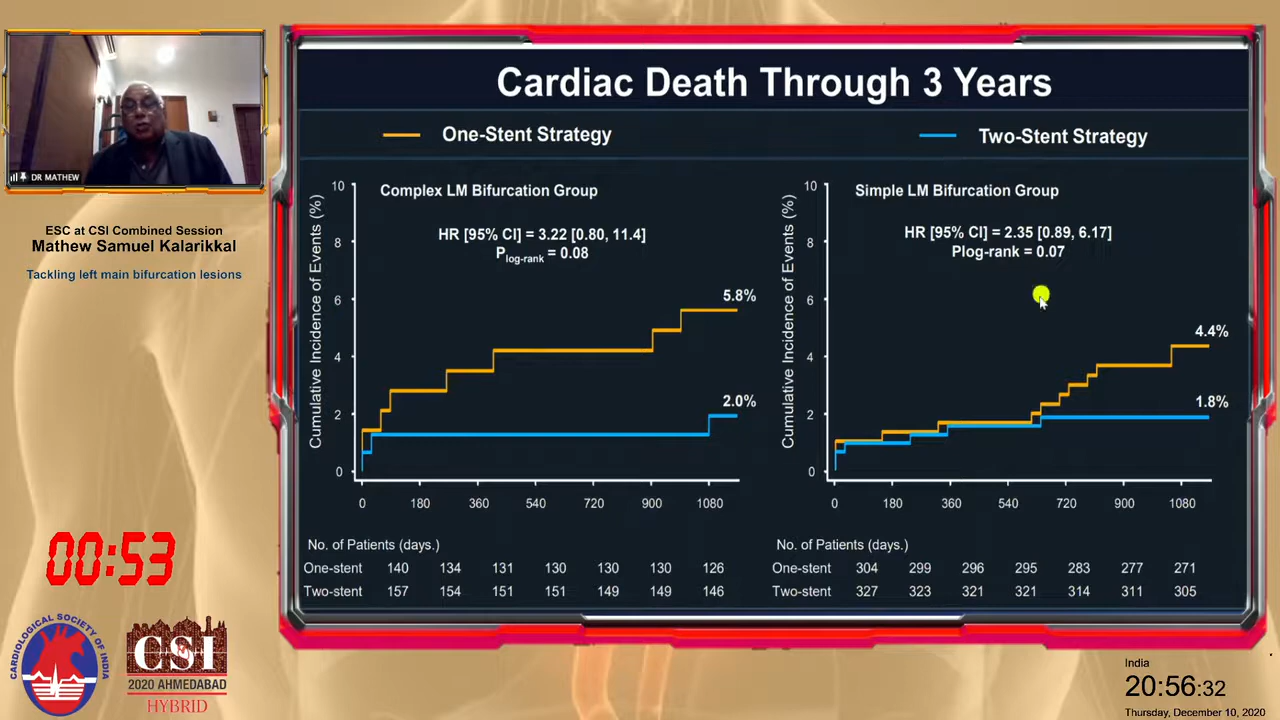 DR MATHEW
ESC at CSI Combined Session
Mathew Samuel Kalarikkal
Tackling left main bifurcation lesions
00:53
CARDIOLOGICAL SOCIETY OF INDIA
CSI
2020 AHMEDABAD
HYBRID
Cardiac Death Through 3 Years
One-Stent Strategy
Two-Stent Strategy
Cumulative Incidence of Events (%)
10
8
6
4
2
0
Complex LM Bifurcation Group
HR [95% CI] = 3.22 [0.80, 11.4]
Plog-rank = 0.08
5.8%
2.0%
0 180 360 540 720 900 1080
No. of Patients (days.)
One-stent 140 134 131 130 130 130 126
Two-stent 157 154 151 151 149 149 146
Cumulative Incidence of Events (%)
10
8
6
4
2
0
Simple LM Bifurcation Group
HR [95% CI] = 2.35 [0.89, 6.17]
Plog-rank = 0.07
4.4%
1.8%
0 180 360 540 720 900 1080
No. of Patients (days.)
One-stent 304 299 296 295 283 277 271
Two-stent 327 323 321 321 314 311 305
India
20:56:32
Thursday, December 10, 2020